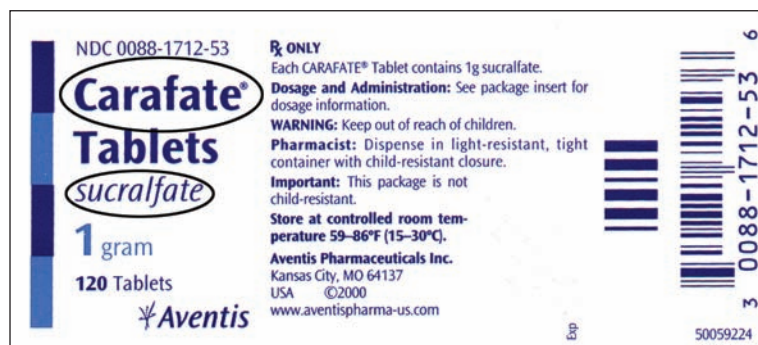 NDC 0088-1712-53
Carafate®
Tablets
sucralfate
1 gram
120 Tablets
Aventis
℞ ONLY
Each CARAFATE® Tablet contains 1g sucralfate.
Dosage and Administration: See package insert for
dosage information.
WARNING: Keep out of reach of children.
Pharmacist: Dispense in light-resistant, tight
container with child-resistant closure.
Important: This package is not
child-resistant.
Store at controlled room tem-
perature 59–86°F (15–30°C).
Aventis Pharmaceuticals Inc.
Kansas City, MO 64137
USA ©2000
www.aventispharma-us.com
Exp
3 0088-1712-53 6
50059224